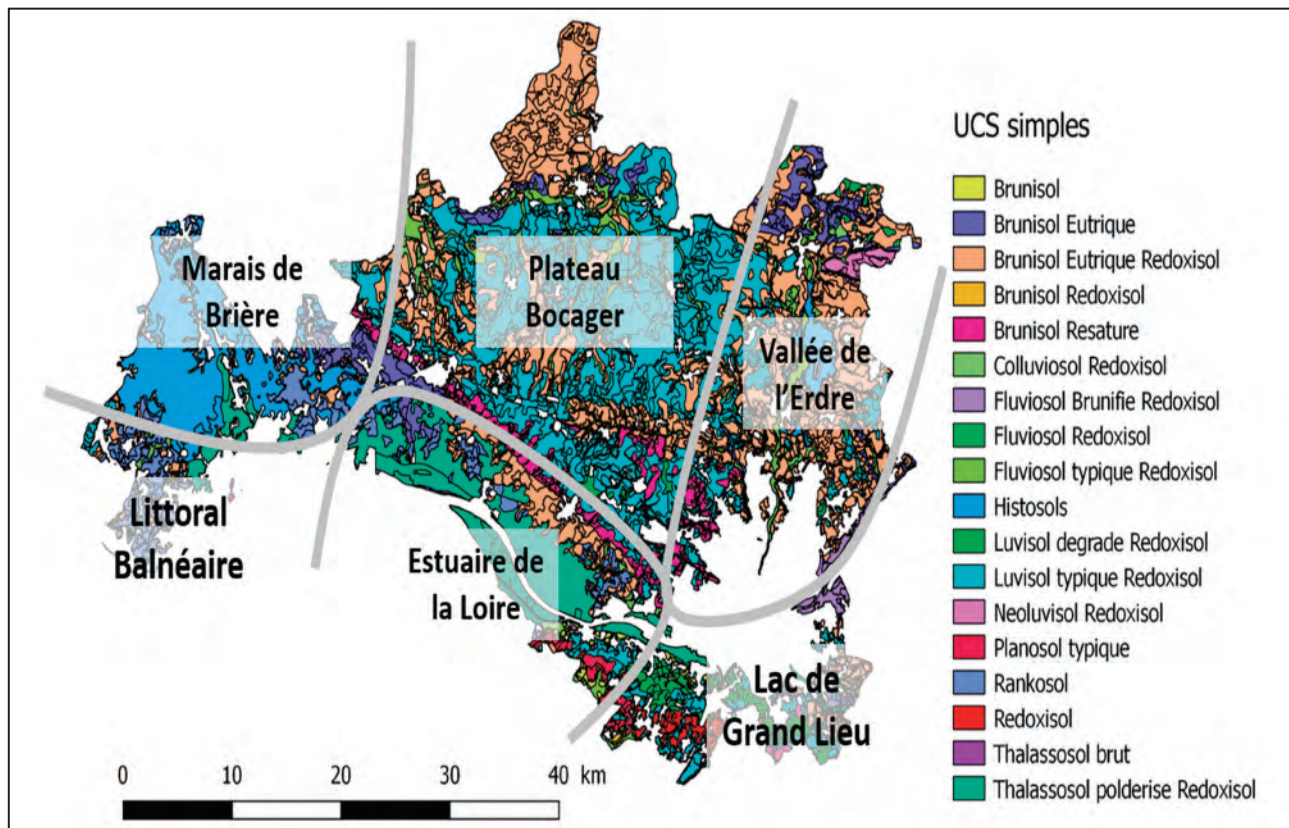 Marais de
Brière
Plateau
Bocager
Vallée de
l'Erdre
Littoral
Balnéaire
Estuaire de
la Loire
Lac de
Grand Lieu
0 10 20 30 40 km
UCS simples
Brunisol
Brunisol Eutrique
Brunisol Eutrique Redoxisol
Brunisol Redoxisol
Brunisol Resature
Colluviosol Redoxisol
Fluviosol Brunifie Redoxisol
Fluviosol Redoxisol
Fluviosol typique Redoxisol
Histosols
Luvisol degrade Redoxisol
Luvisol typique Redoxisol
Neoluvisol Redoxisol
Planosol typique
Rankosol
Redoxisol
Thalassosol brut
Thalassosol polderise Redoxisol